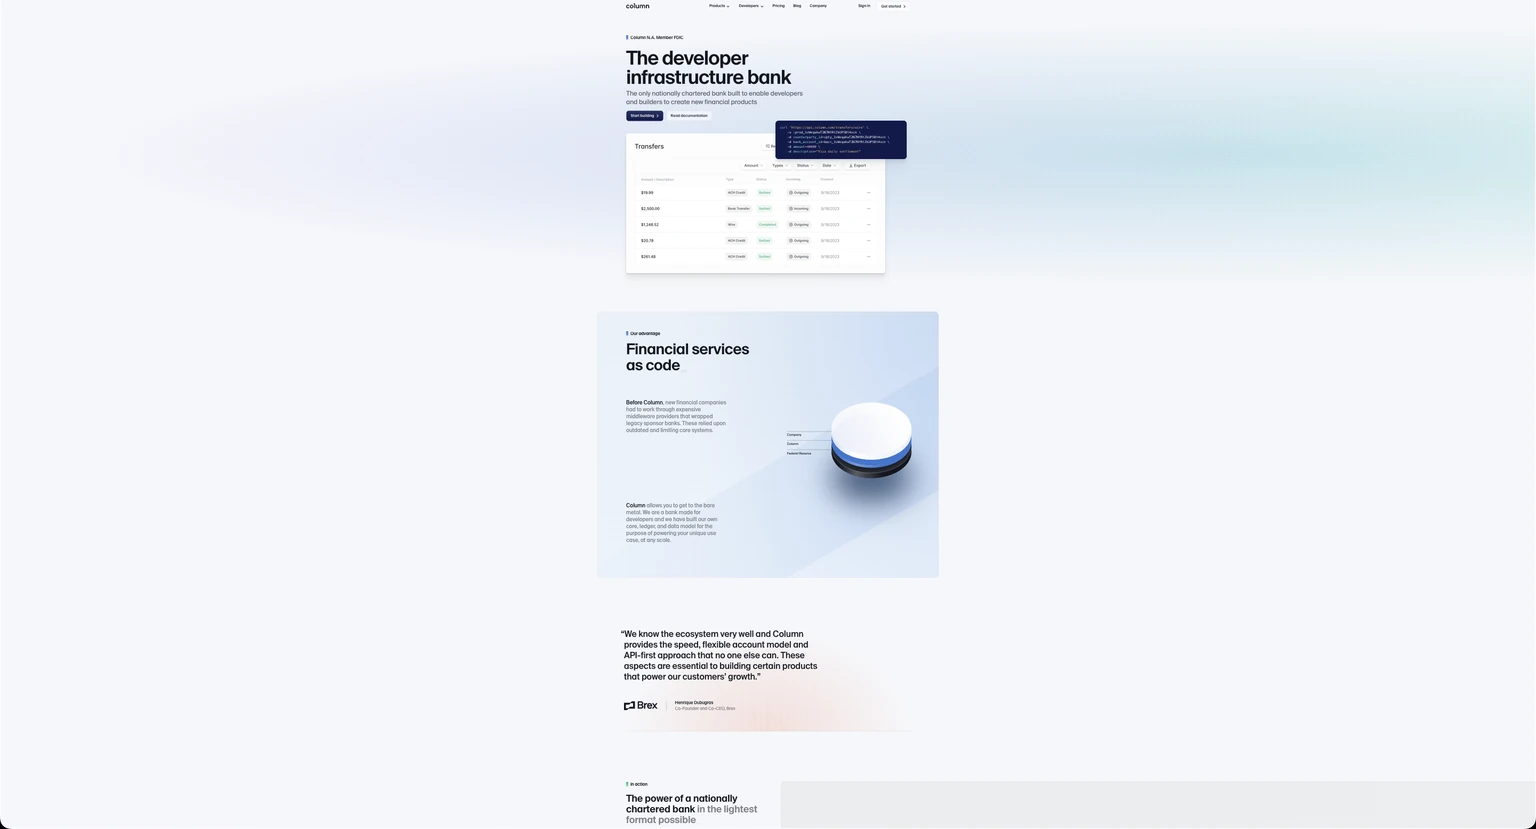 column
Products
Developers
Pricing
Blog
Company
Sign in
Get started
Column N.A. Member FDIC
The developer
infrastructure bank
The only nationally chartered bank built to enable developers
and builders to create new financial products
Start building
Read documentation
Transfers
Amount
Types
Status
Date
Export
Type
Status
Incoming
Created
$19.99 ACH Credit Settled Outgoing 9/18/2023
$2,500.00 Book Transfer Settled Incoming 9/18/2023
$1,248.52 Wire Completed Outgoing 9/18/2023
$35.78 ACH Credit Settled Outgoing 9/18/2023
$261.48 ACH Credit Settled Outgoing 9/18/2023
Our advantage
Financial services
as code
Before Column, new financial companies
had to work through expensive
middleware providers that wrapped
legacy sponsor banks. These relied upon
outdated and limiting core systems.
Company
Column
Federal Reserve
Column allows you to get to the bare
metal. We are a bank made for
developers and we have built our own
core, ledger, and data model for the
purpose of powering your unique use
case, at any scale.
“We know the ecosystem very well and Column
provides the speed, flexible account model and
API-first approach that no one else can. These
aspects are essential to building certain products
that power our customers’ growth.”
Brex
Henrique Dubugras
Co-Founder and Co-CEO, Brex
In action
The power of a nationally
chartered bank in the lightest
format possible